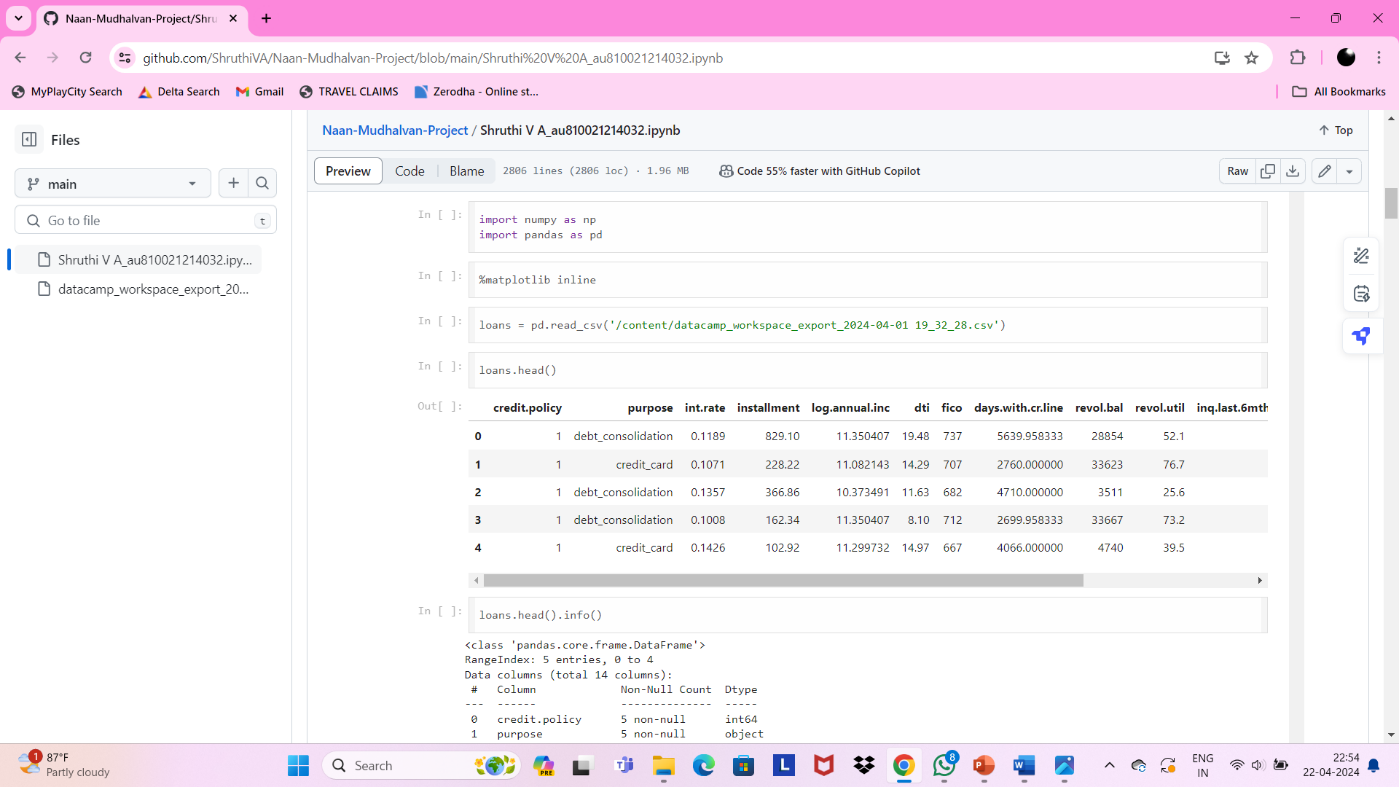 Naan-Mudhalvan-Project/Shru
github.com/ShruthiVA/Naan-Mudhalvan-Project/blob/main/Shruthi%20V%20A_au810021214032.ipynb
MyPlayCity Search Delta Search Gmail TRAVEL CLAIMS Zerodha - Online st... All Bookmarks
Files
main
Go to file t
Shruthi V A_au810021214032.ipy...
datacamp_workspace_export_20...
Naan-Mudhalvan-Project / Shruthi V A_au810021214032.ipynb Top
Preview Code Blame 2806 lines (2806 loc) · 1.96 MB Code 55% faster with GitHub Copilot Raw
In [ ]: import numpy as np
import pandas as pd
In [ ]: %matplotlib inline
In [ ]: loans = pd.read_csv('/content/datacamp_workspace_export_2024-04-01 19_32_28.csv')
In [ ]: loans.head()
Out[ ]: credit.policy purpose int.rate installment log.annual.inc dti fico days.with.cr.line revol.bal revol.util inq.last.6mth
0 1 debt_consolidation 0.1189 829.10 11.350407 19.48 737 5639.958333 28854 52.1
1 1 credit_card 0.1071 228.22 11.082143 14.29 707 2760.000000 33623 76.7
2 1 debt_consolidation 0.1357 366.86 10.373491 11.63 682 4710.000000 3511 25.6
3 1 debt_consolidation 0.1008 162.34 11.350407 8.10 712 2699.958333 33667 73.2
4 1 credit_card 0.1426 102.92 11.299732 14.97 667 4066.000000 4740 39.5
In [ ]: loans.head().info()
<class 'pandas.core.frame.DataFrame'>
RangeIndex: 5 entries, 0 to 4
Data columns (total 14 columns):
# Column Non-Null Count Dtype
--- ------ -------------- -----
0 credit.policy 5 non-null int64
1 purpose 5 non-null object
1 87°F
Partly cloudy
Search
PRE
L
8
ENG
IN
22:54
22-04-2024